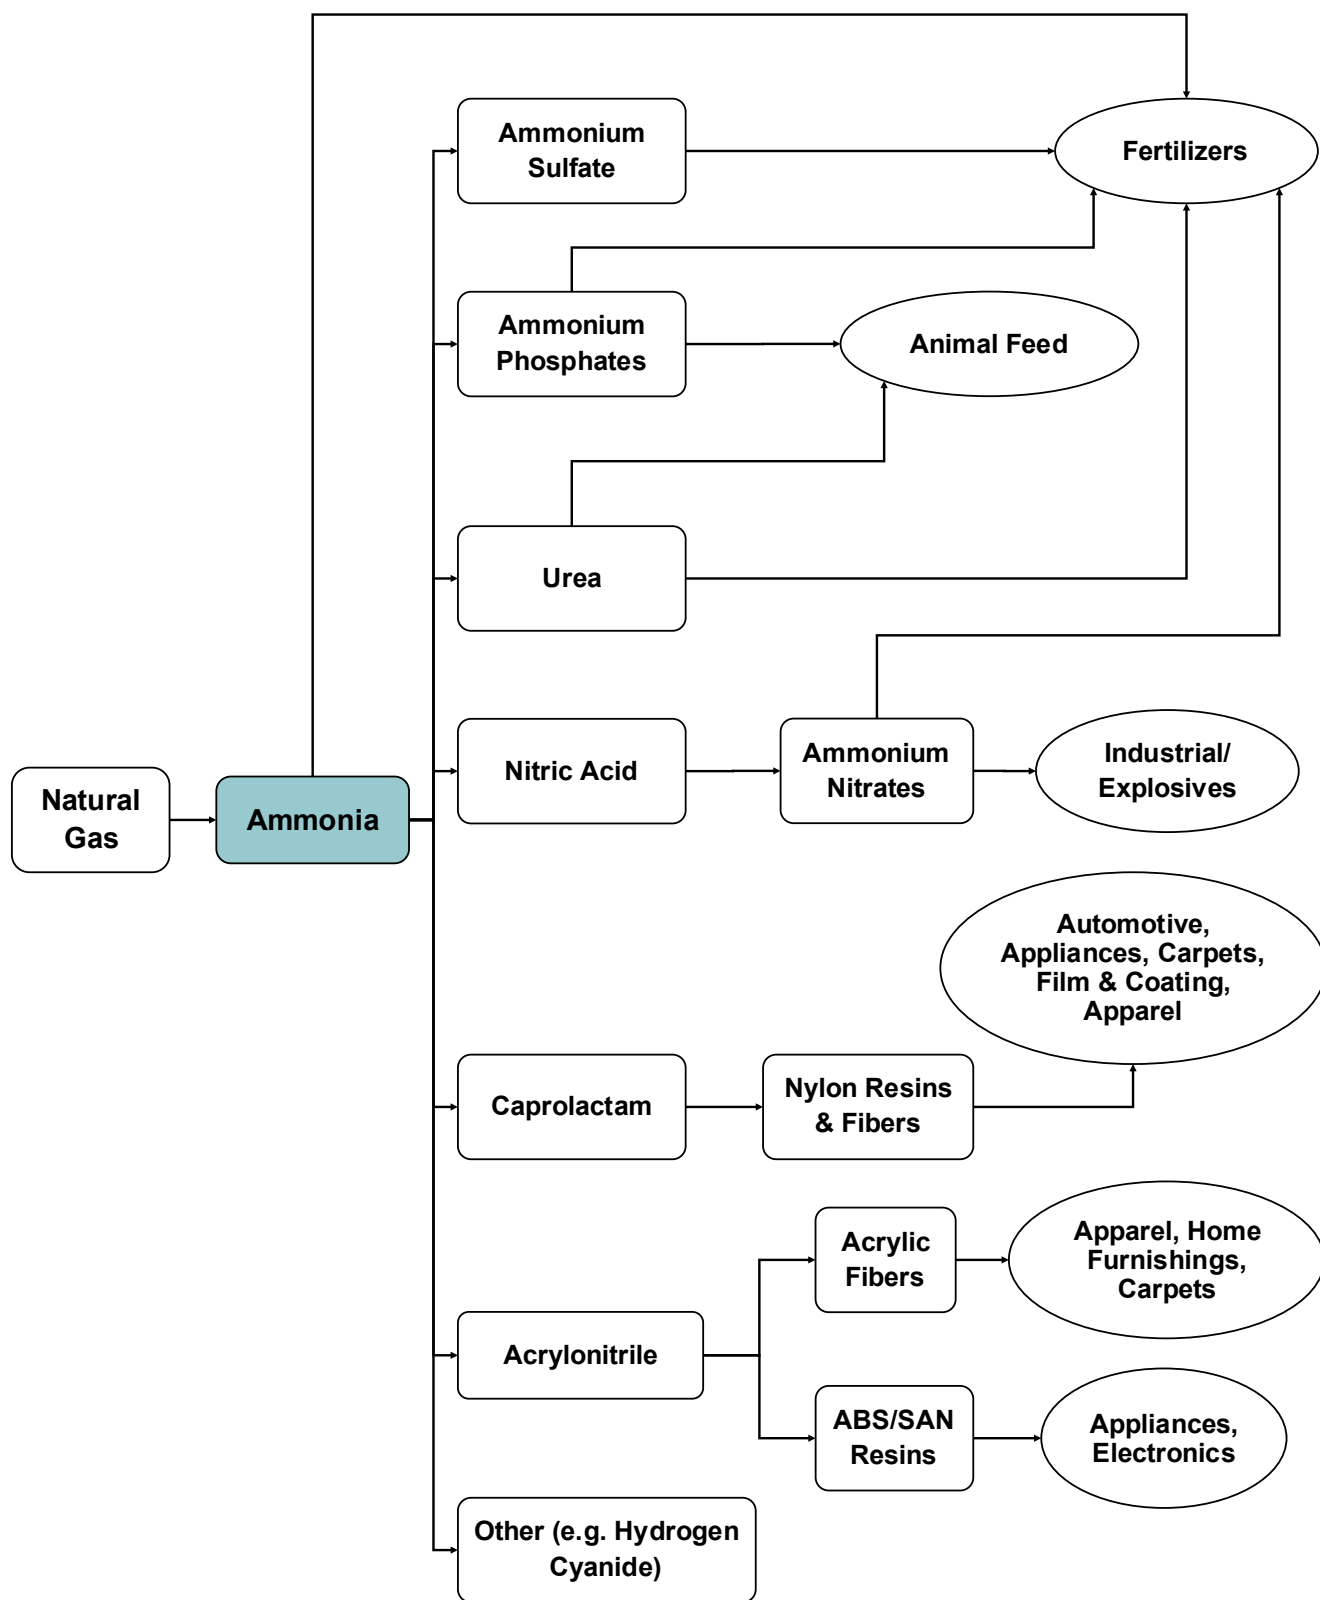 Ammonium
Sulfate
Fertilizers
Ammonium
Phosphates
Animal Feed
Urea
Nitric Acid
Ammonium
Nitrates
Industrial/
Explosives
Natural
Gas
Ammonia
Automotive,
Appliances, Carpets,
Film & Coating,
Apparel
Caprolactam
Nylon Resins
& Fibers
Acrylic
Fibers
Apparel, Home
Furnishings,
Carpets
Acrylonitrile
ABS/SAN
Resins
Appliances,
Electronics
Other (e.g. Hydrogen
Cyanide)